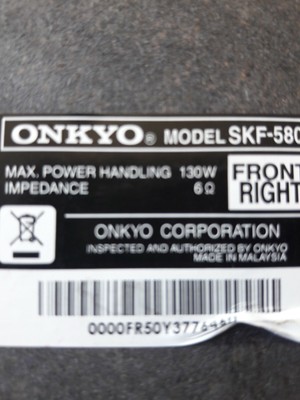 ONKYO® MODEL SKF-580
MAX. POWER HANDLING 130W
IMPEDANCE 6Ω
FRONT
RIGHT
ONKYO CORPORATION
INSPECTED AND AUTHORIZED BY ONKYO
MADE IN MALAYSIA